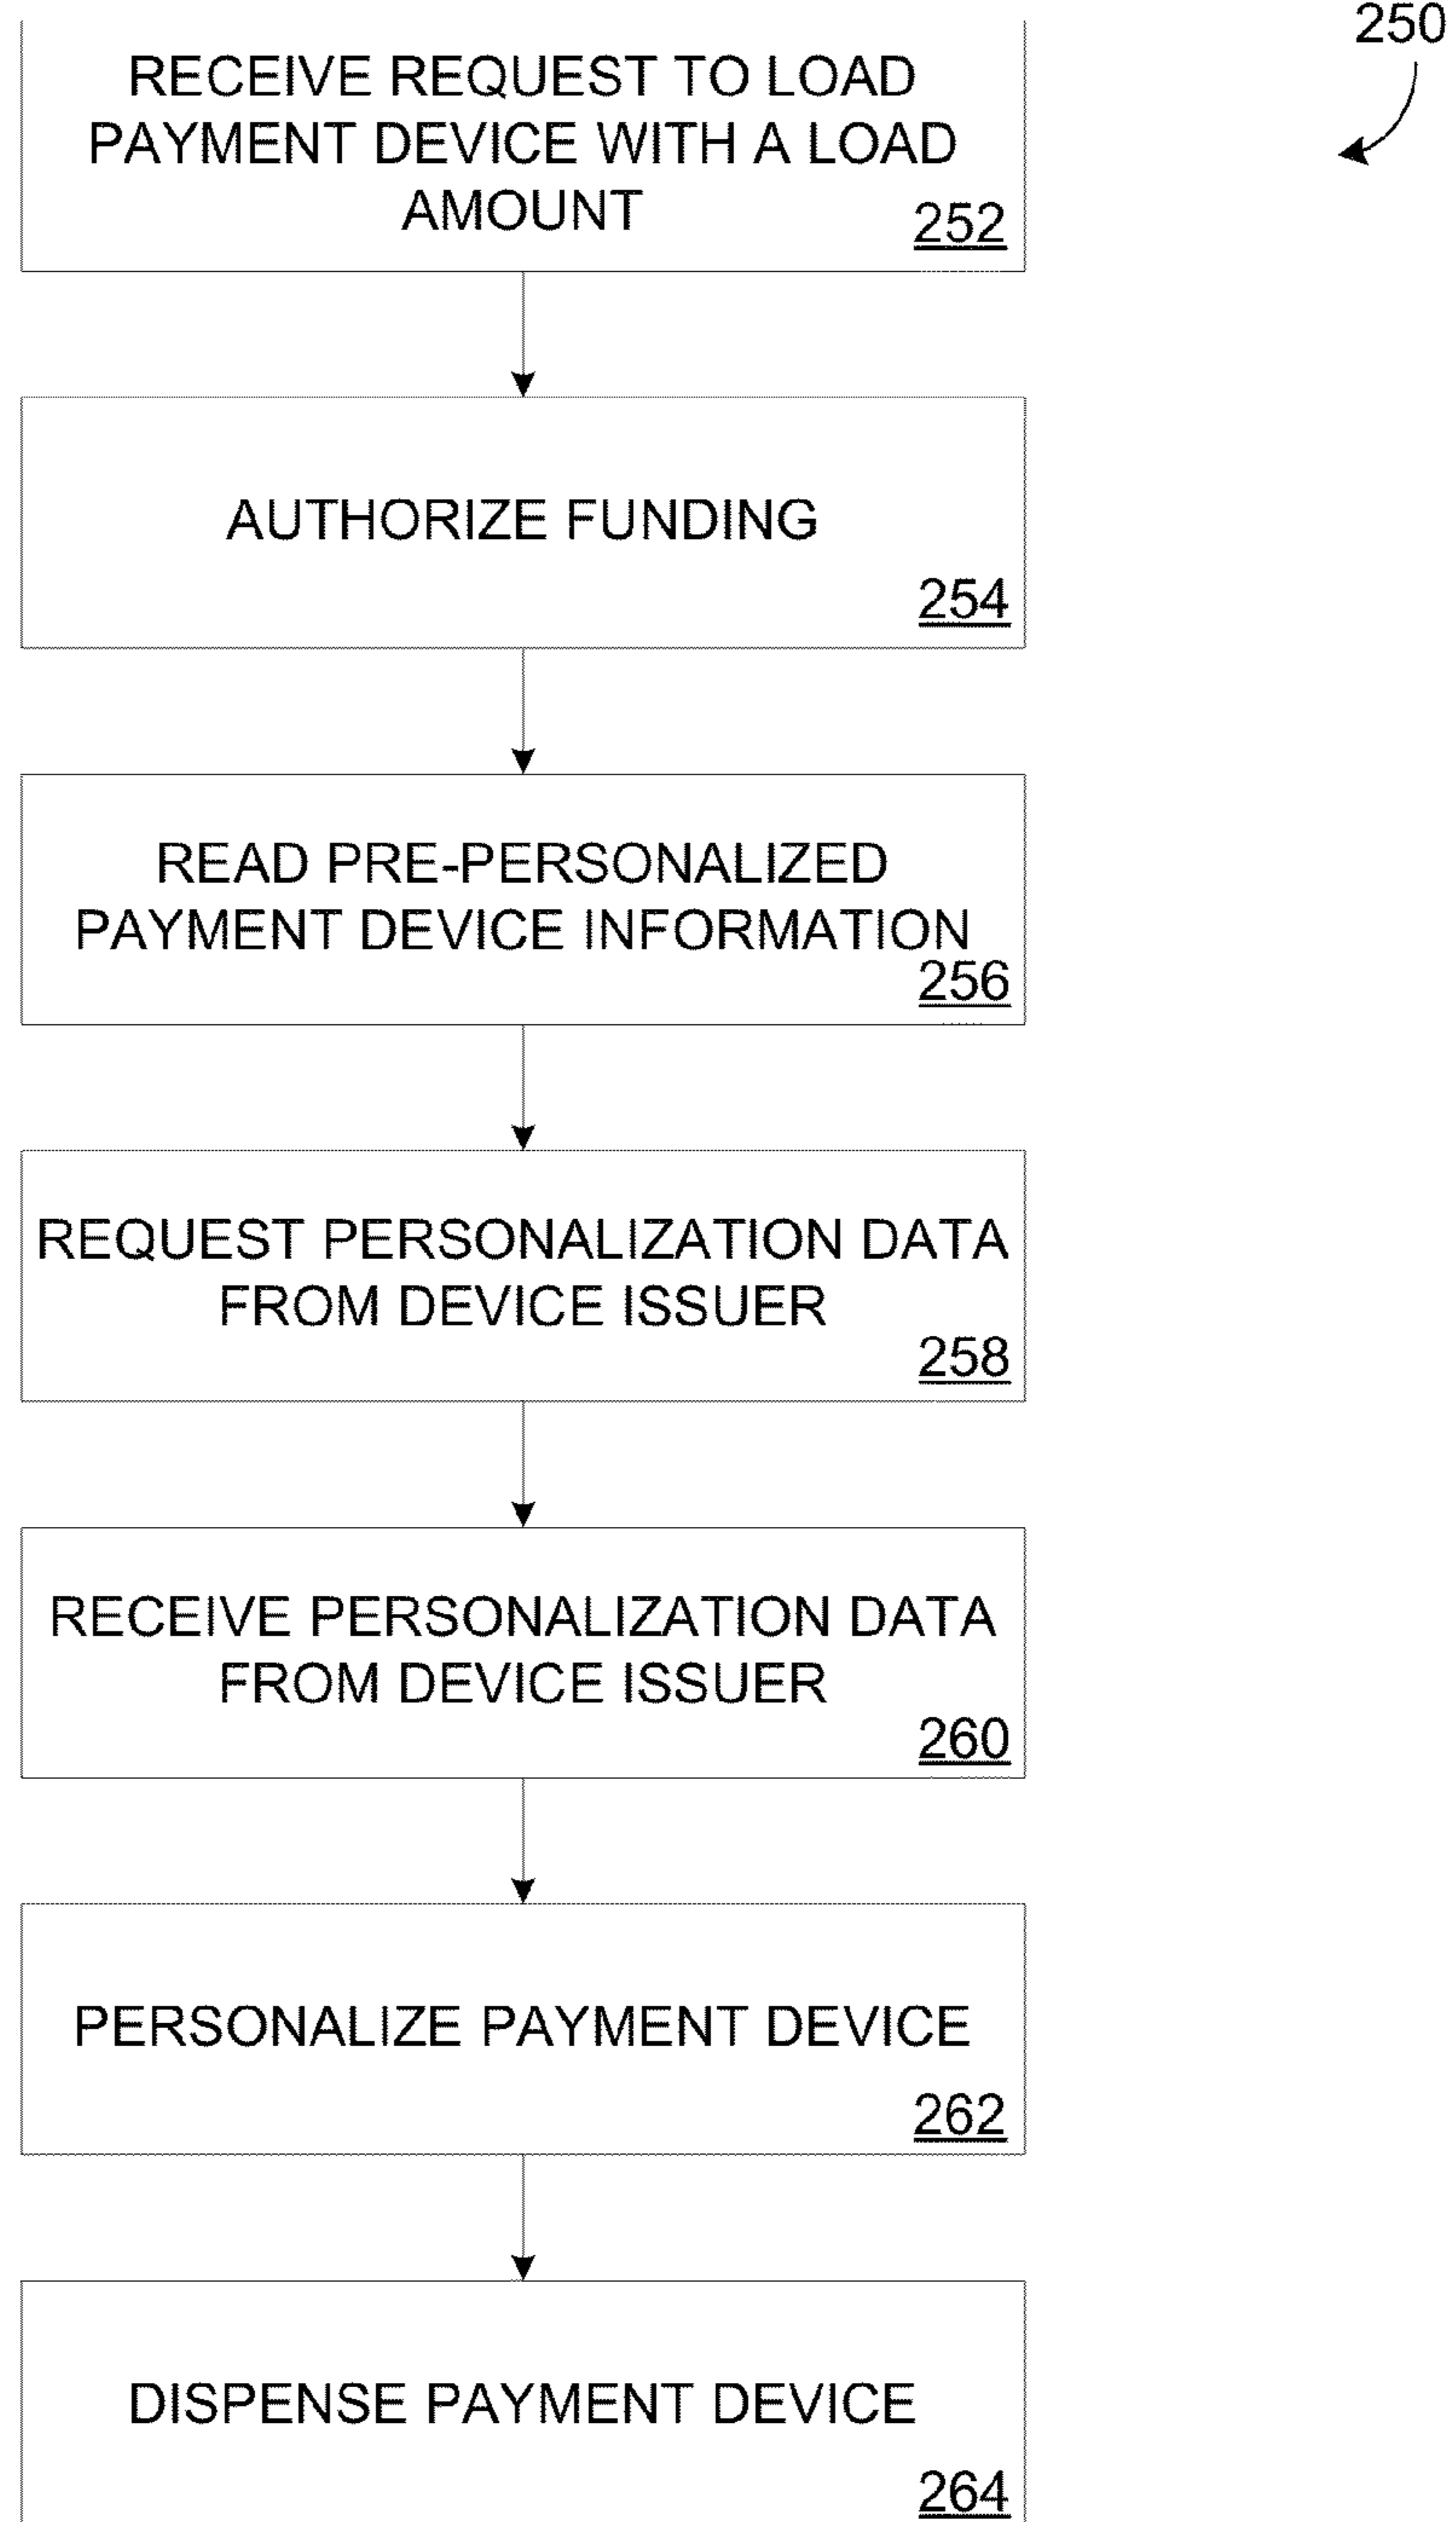 250
RECEIVE REQUEST TO LOAD
PAYMENT DEVICE WITH A LOAD
AMOUNT
252
AUTHORIZE FUNDING
254
READ PRE-PERSONALIZED
PAYMENT DEVICE INFORMATION
256
REQUEST PERSONALIZATION DATA
FROM DEVICE ISSUER
258
RECEIVE PERSONALIZATION DATA
FROM DEVICE ISSUER
260
PERSONALIZE PAYMENT DEVICE
262
DISPENSE PAYMENT DEVICE
264